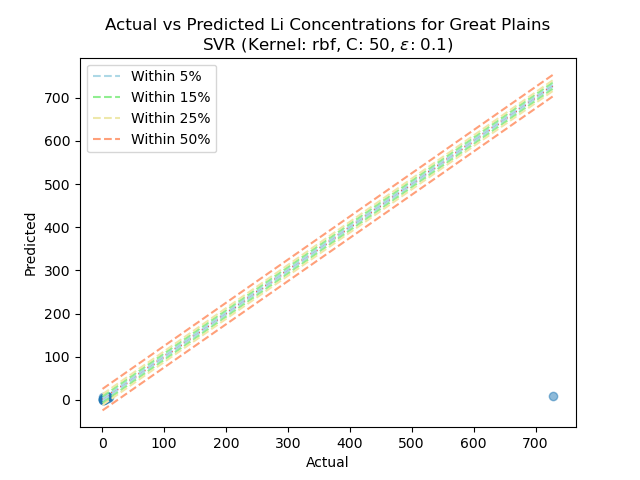 Actual vs Predicted Li Concentrations for Great Plains
SVR (Kernel: rbf, C: 50, ε: 0.1)
Within 5%
Within 15%
Within 25%
Within 50%
700
600
500
400
300
200
100
0
Predicted
0 100 200 300 400 500 600 700
Actual